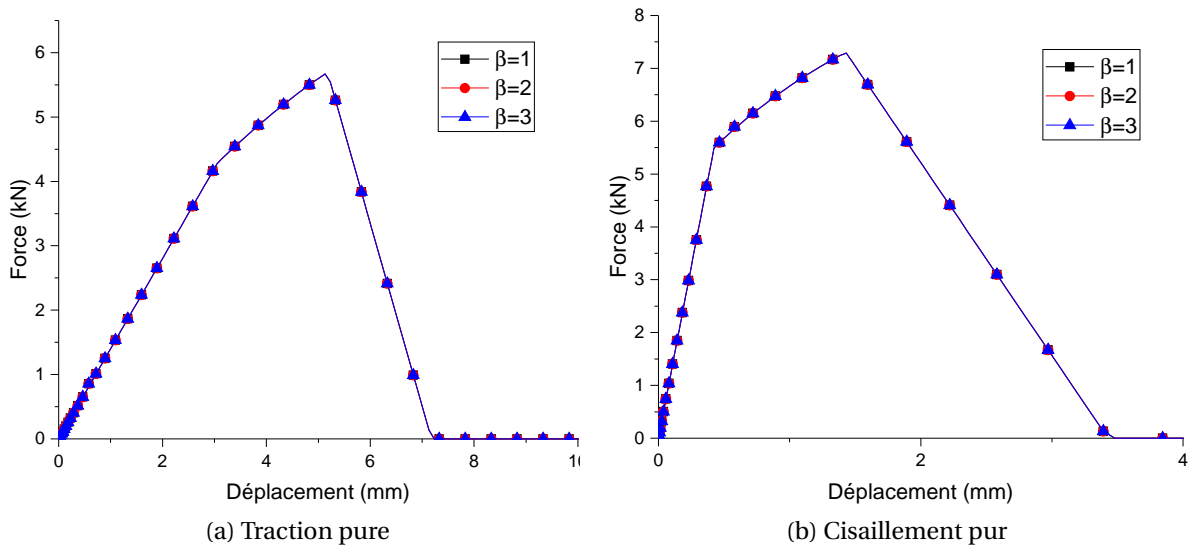 6
5
4
3
2
1
0
Force (kN)
β=1
β=2
β=3
0
2
4
6
8
10
Déplacement (mm)
(a) Traction pure
8
7
6
5
4
3
2
1
0
Force (kN)
β=1
β=2
β=3
0
2
4
Déplacement (mm)
(b) Cisaillement pur